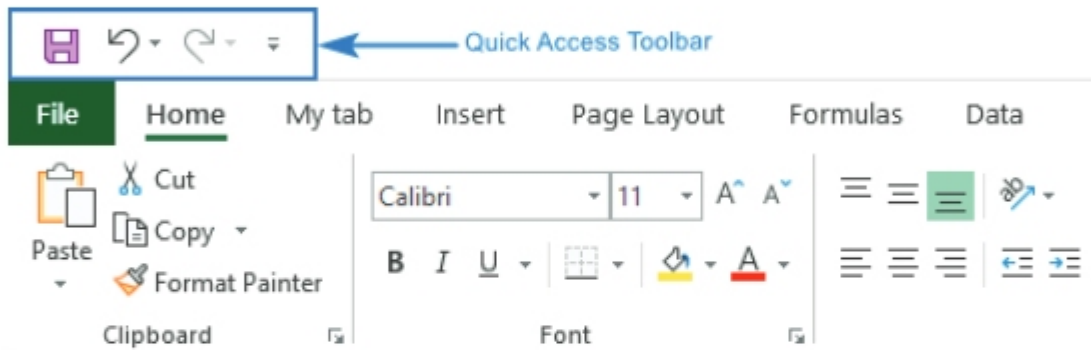 Quick Access Toolbar
File Home My tab Insert Page Layout Formulas Data
Cut
Copy
Paste
Format Painter
Clipboard
Calibri 11 A A
B I U A
Font
ab